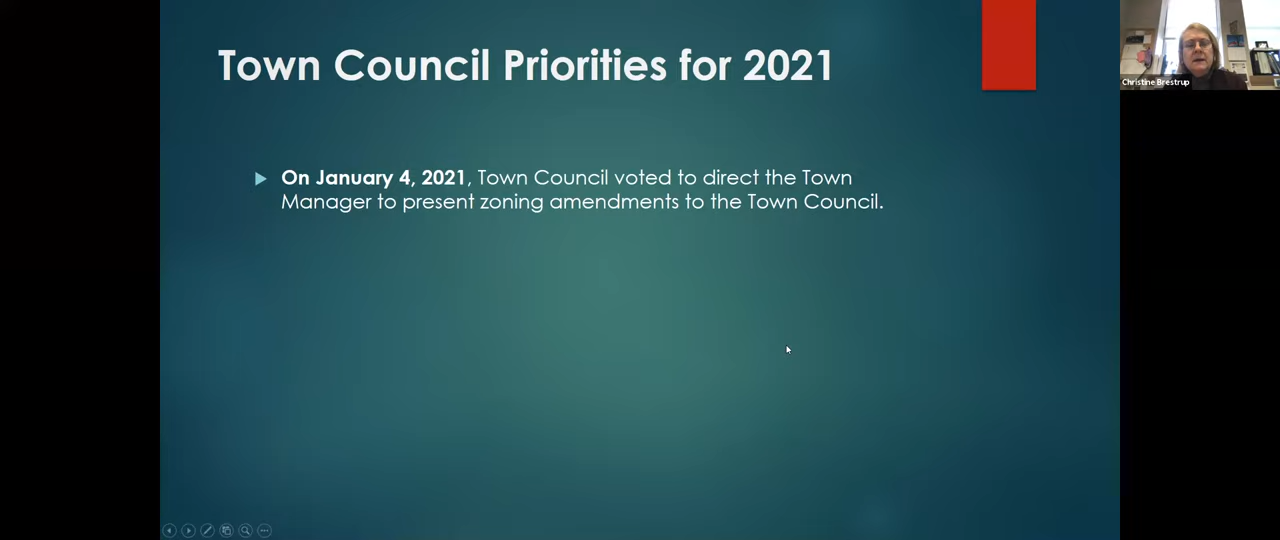 Town Council Priorities for 2021
On January 4, 2021, Town Council voted to direct the Town
Manager to present zoning amendments to the Town Council.
Christine Brestrup